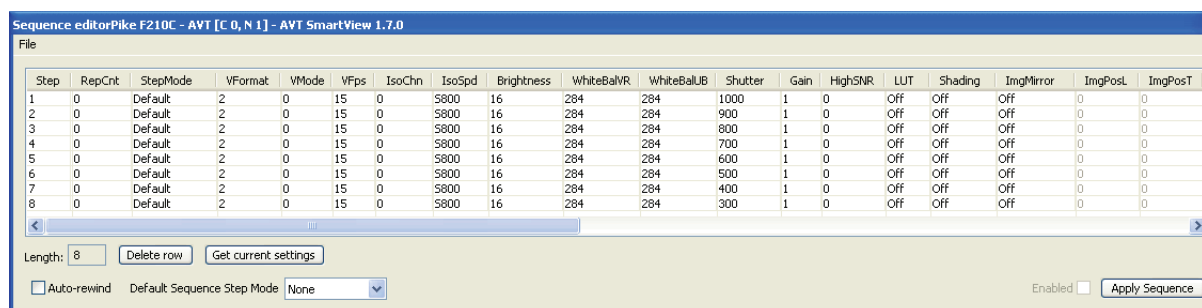 Sequence editorPike F210C - AVT [C 0, N 1] - AVT SmartView 1.7.0
File
Step RepCnt StepMode VFormat VMode VFps IsoChn IsoSpd Brightness WhiteBalVR WhiteBalUB Shutter Gain HighSNR LUT Shading ImgMirror ImgPosL ImgPosT
1 0 Default 2 0 15 0 S800 16 284 284 1000 1 0 Off Off Off 0 0
2 0 Default 2 0 15 0 S800 16 284 284 900 1 0 Off Off Off 0 0
3 0 Default 2 0 15 0 S800 16 284 284 800 1 0 Off Off Off 0 0
4 0 Default 2 0 15 0 S800 16 284 284 700 1 0 Off Off Off 0 0
5 0 Default 2 0 15 0 S800 16 284 284 600 1 0 Off Off Off 0 0
6 0 Default 2 0 15 0 S800 16 284 284 500 1 0 Off Off Off 0 0
7 0 Default 2 0 15 0 S800 16 284 284 400 1 0 Off Off Off 0 0
8 0 Default 2 0 15 0 S800 16 284 284 300 1 0 Off Off Off 0 0
Length: 8 Delete row Get current settings
Auto-rewind Default Sequence Step Mode None Enabled Apply Sequence